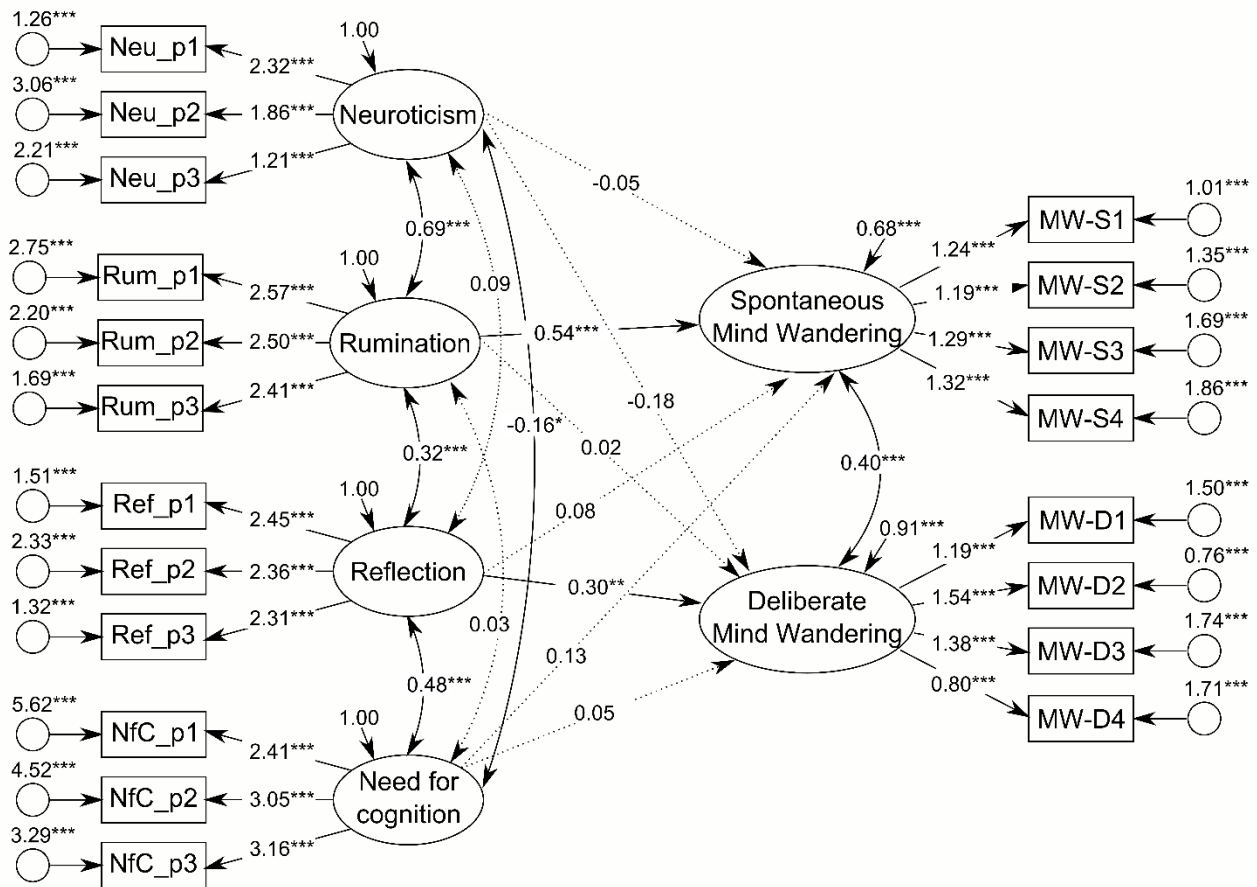 1.26***
Neu_p1
2.32***
1.00
3.06***
Neu_p2
1.86***
Neuroticism
2.21***
Neu_p3
1.21***
-0.05
0.69***
0.09
2.75***
Rum_p1
2.57***
1.00
2.20***
Rum_p2
2.50***
Rumination
0.54***
1.69***
Rum_p3
2.41***
-0.16*
-0.18
0.02
0.32***
0.08
1.51***
Ref_p1
2.45***
1.00
2.33***
Ref_p2
2.36***
Reflection
0.30**
1.32***
Ref_p3
2.31***
0.03
0.13
0.48***
0.05
5.62***
NfC_p1
2.41***
1.00
4.52***
NfC_p2
3.05***
Need for
cognition
3.29***
NfC_p3
3.16***
0.68***
Spontaneous
Mind Wandering
1.24***
MW-S1
1.01***
1.19***
MW-S2
1.35***
1.29***
MW-S3
1.69***
1.32***
MW-S4
1.86***
0.40***
0.91***
Deliberate
Mind Wandering
1.19***
MW-D1
1.50***
1.54***
MW-D2
0.76***
1.38***
MW-D3
1.74***
0.80***
MW-D4
1.71***